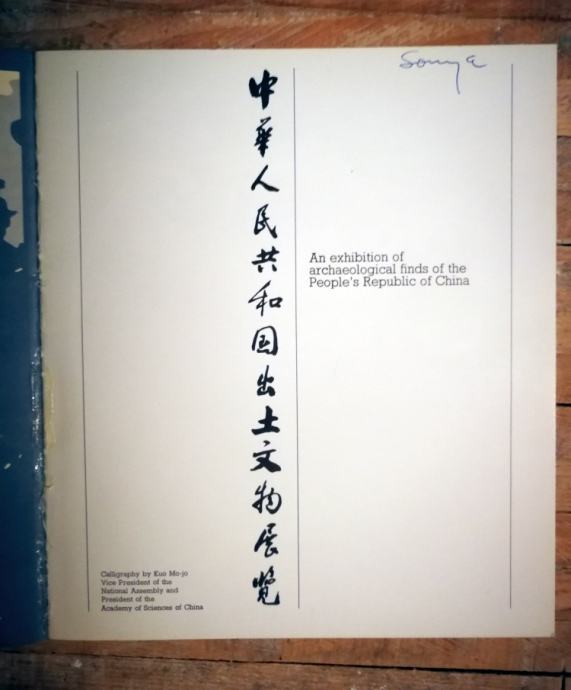 Sonya
中華人民共和国出土文物展覽
An exhibition of
archaeological finds of the
People's Republic of China
Calligraphy by Kuo Mo-jo
Vice President of the
National Assembly and
President of the
Academy of Sciences of China